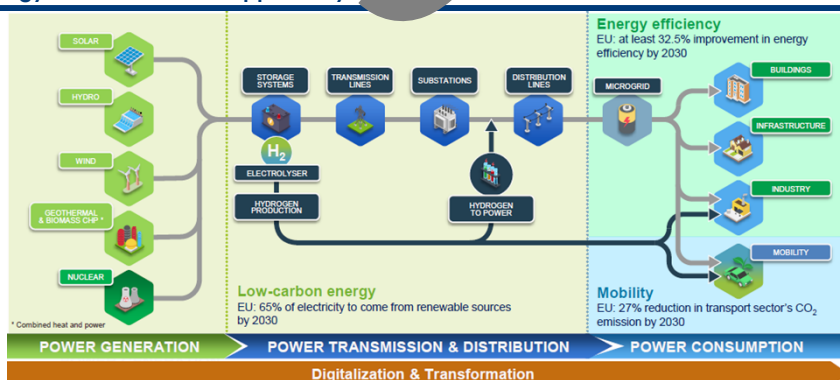 Energy efficiency
EU: at least 32.5% improvement in energy
efficiency by 2030
SOLAR
HYDRO
WIND
GEOTHERMAL
& BIOMASS CHP *
NUCLEAR
* Combined heat and power
STORAGE
SYSTEMS
TRANSMISSION
LINES
SUBSTATIONS
DISTRIBUTION
LINES
MICROGRID
H2
ELECTROLYSER
HYDROGEN
PRODUCTION
HYDROGEN
TO POWER
BUILDINGS
INFRASTRUCTURE
INDUSTRY
MOBILITY
Low-carbon energy
EU: 65% of electricity to come from renewable sources
by 2030
Mobility
EU: 27% reduction in transport sector's CO2
emission by 2030
POWER GENERATION
POWER TRANSMISSION & DISTRIBUTION
POWER CONSUMPTION
Digitalization & Transformation